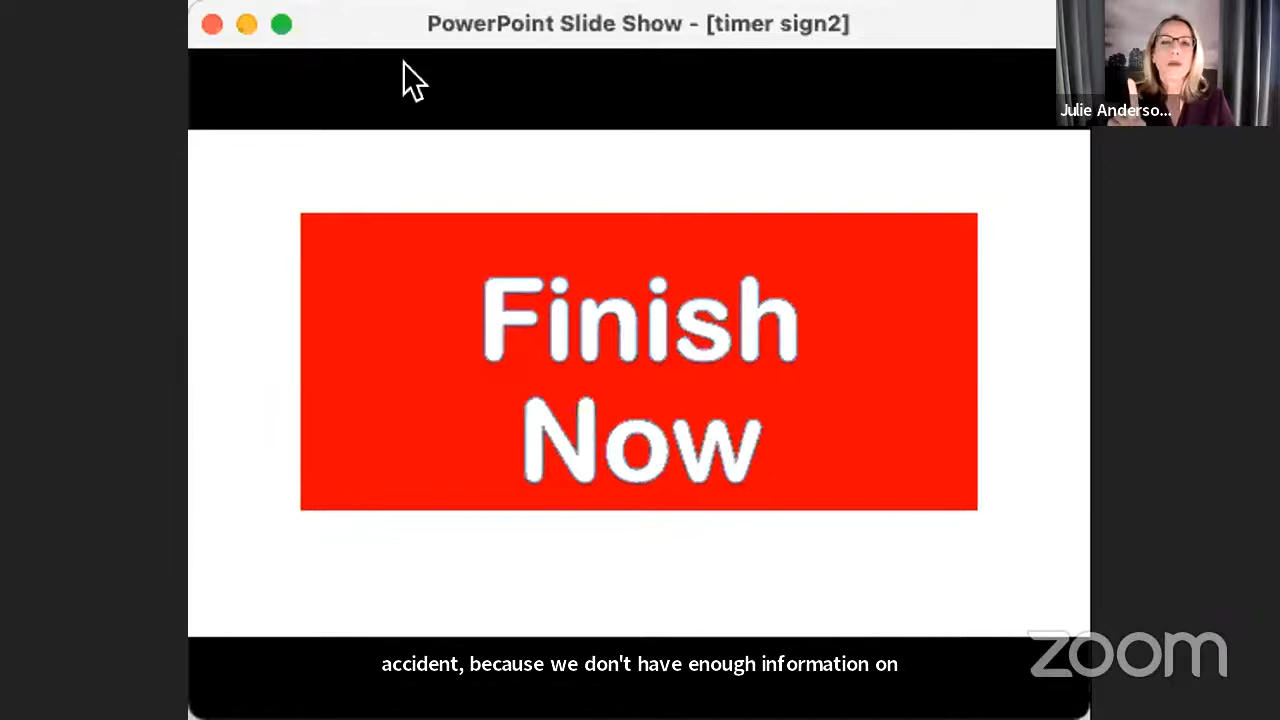 PowerPoint Slide Show - [timer sign2]
Julie Anderso...
Finish
Now
accident, because we don't have enough information on
zoom